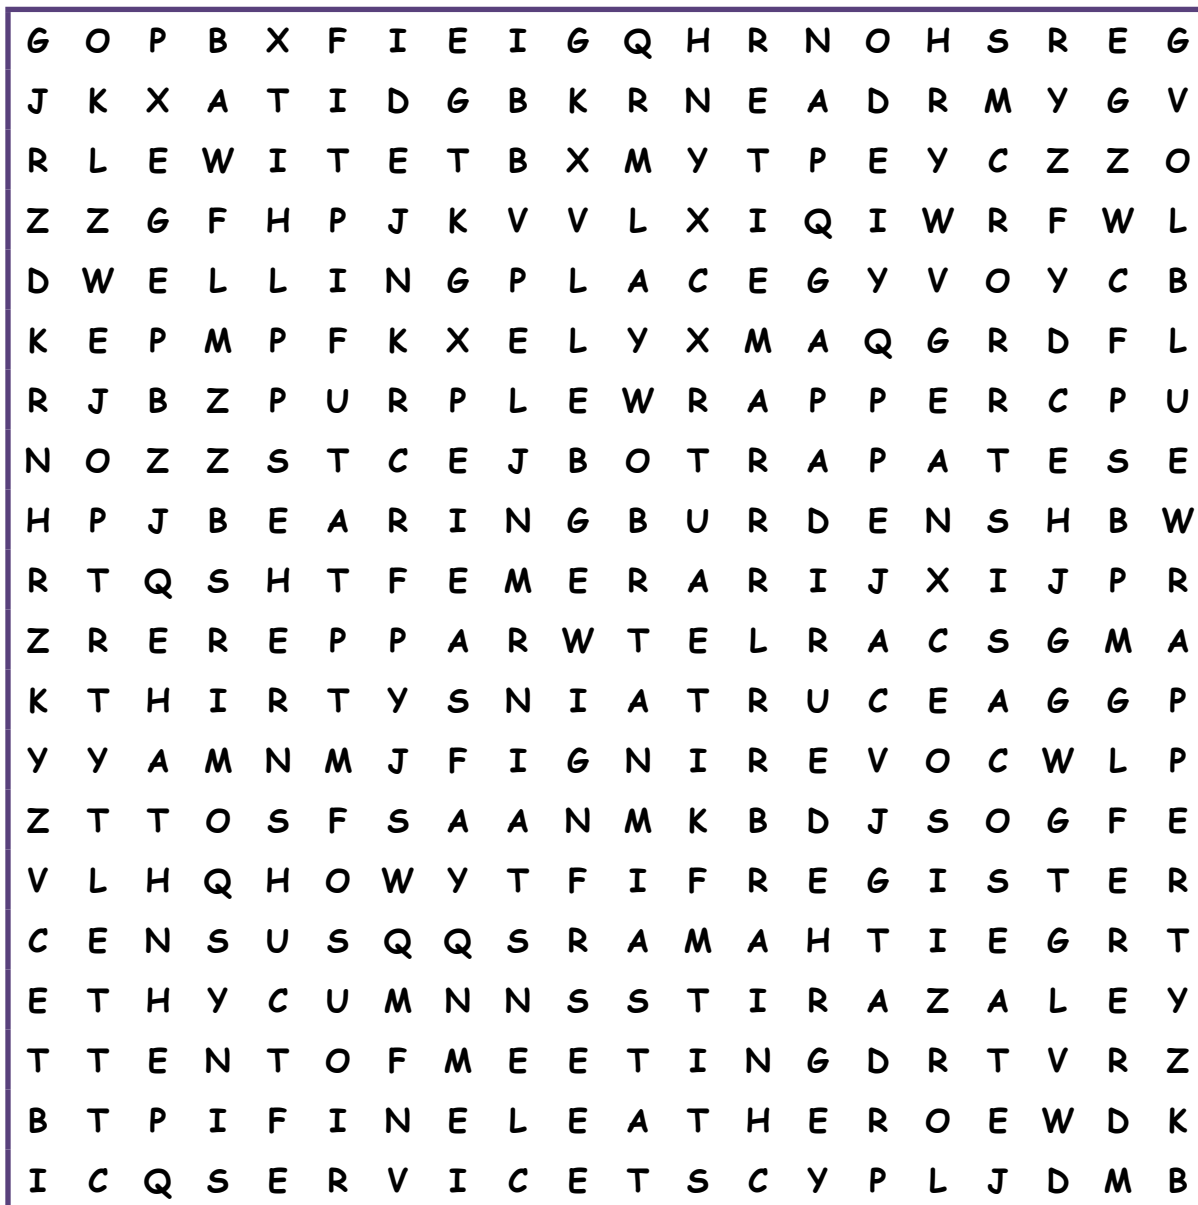 G O P B X F I E I G Q H R N O H S R E G
J K X A T I D G B K R N E A D R M Y G V
R L E W I T E T B X M Y T P E Y C Z Z O
Z Z G F H P J K V V L X I Q I W R F W L
D W E L L I N G P L A C E G Y V O Y C B
K E P M P F K X E L Y X M A Q G R D F L
R J B Z P U R P L E W R A P P E R C P U
N O Z Z S T C E J B O T R A P A T E S E
H P J B E A R I N G B U R D E N S H B W
R T Q S H T F E M E R A R I J X I J P R
Z R E R E P P A R W T E L R A C S G M A
K T H I R T Y S N I A T R U C E A G G P
Y Y A M N M J F I G N I R E V O C W L P
Z T T O S F S A A N M K B D J S O G F E
V L H Q H O W Y T F I F R E G I S T E R
C E N S U S Q Q S R A M A H T I E G R T
E T H Y C U M N N S S T I R A Z A L E Y
T T E N T O F M E E T I N G D R T V R Z
B T P I F I N E L E A T H E R O E W D K
I C Q S E R V I C E T S C Y P L J D M B